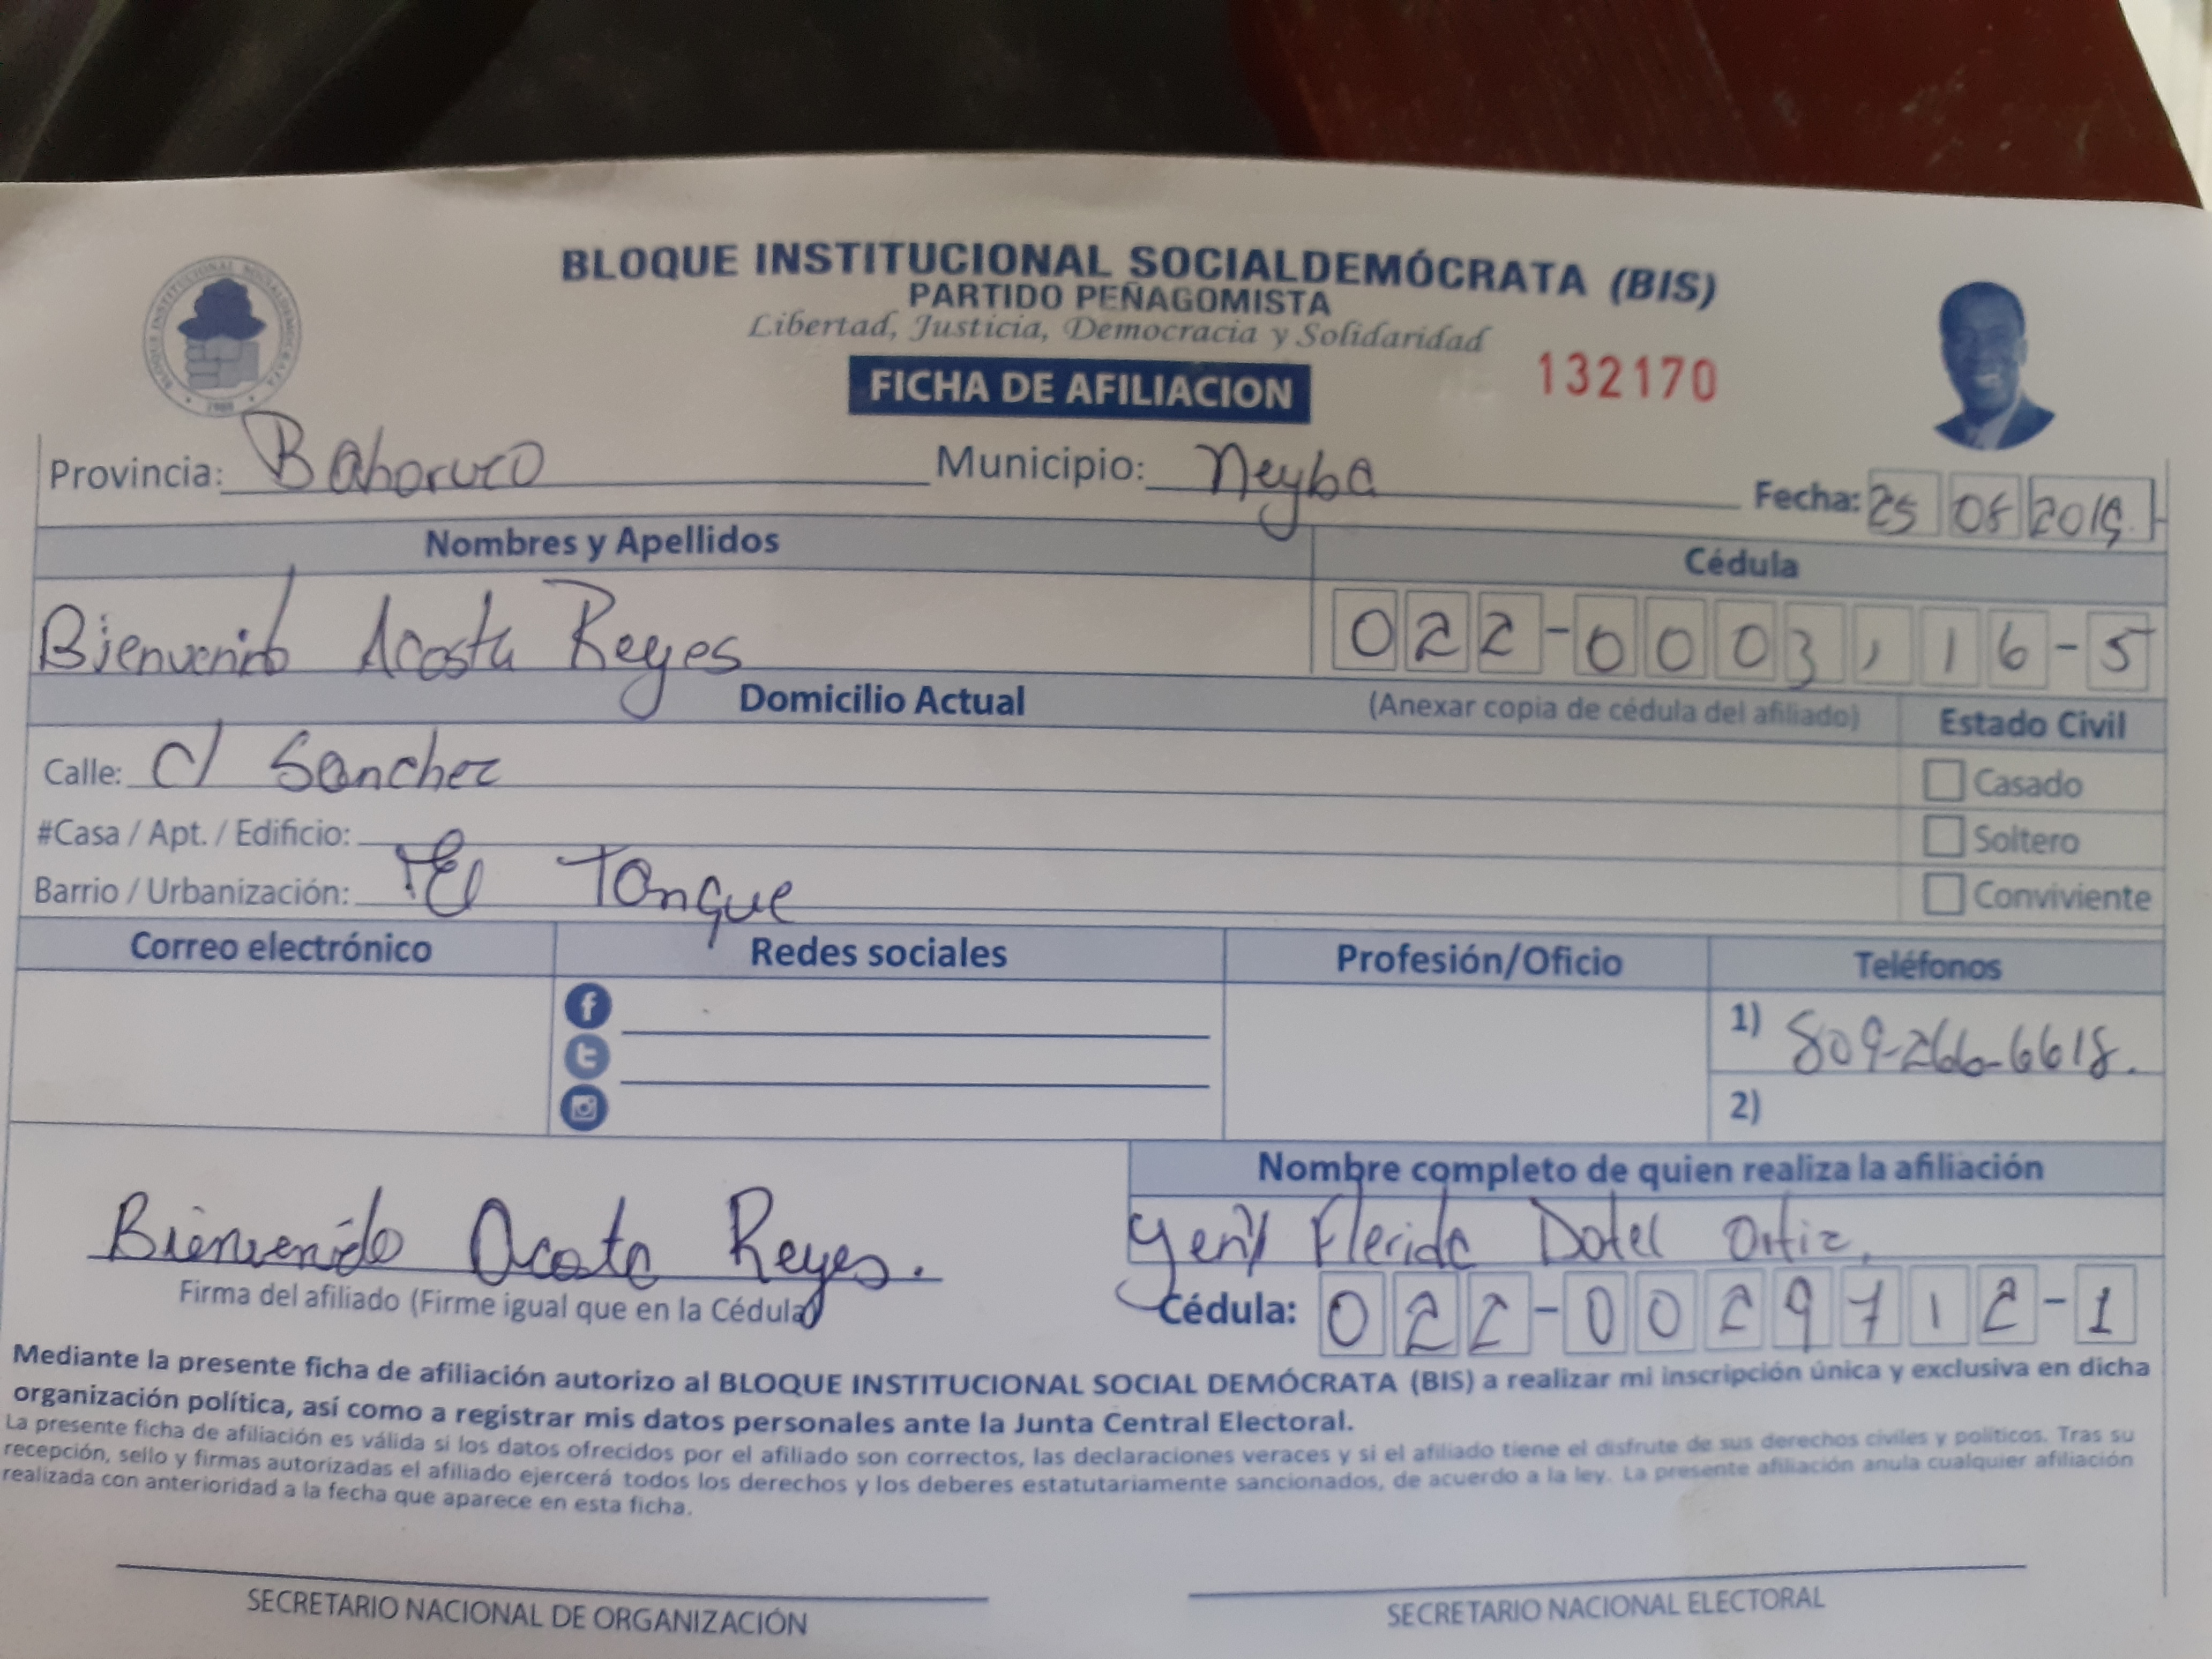 BLOQUE INSTITUCIONAL SOCIALDEMÓCRATA (BIS)
PARTIDO PEÑAGOMISTA
Libertad, Justicia, Democracia y Solidaridad
FICHA DE AFILIACION
132170
Provincia: Bahoruco Municipio: Neyba Fecha: 25 08 2019
Nombres y Apellidos Cédula
Bienvenido Acosta Reyes 022-0003116-5
Domicilio Actual (Anexar copia de cédula del afiliado) Estado Civil
Calle: C/ Sanchez Casado
#Casa / Apt. / Edificio: Soltero
Barrio / Urbanización: El Tanque Conviviente
Correo electrónico Redes sociales Profesión/Oficio Teléfonos
1) 809-266-6618.
2)
Nombre completo de quien realiza la afiliación
Bienvenido Acosta Reyes. Flerida Dotel Ortiz
Firma del afiliado (Firme igual que en la Cédula) Cédula: 022-0029712-1
Mediante la presente ficha de afiliación autorizo al BLOQUE INSTITUCIONAL SOCIAL DEMÓCRATA (BIS) a realizar mi inscripción única y exclusiva en dicha
organización política, así como a registrar mis datos personales ante la Junta Central Electoral.
La presente ficha de afiliación es válida si los datos ofrecidos por el afiliado son correctos, las declaraciones veraces y si el afiliado tiene el disfrute de sus derechos civiles y políticos. Tras su
recepción, sello y firmas autorizadas el afiliado ejercerá todos los derechos y los deberes estatutariamente sancionados, de acuerdo a la ley. La presente afiliación anula cualquier afiliación
realizada con anterioridad a la fecha que aparece en esta ficha.
SECRETARIO NACIONAL DE ORGANIZACIÓN SECRETARIO NACIONAL ELECTORAL